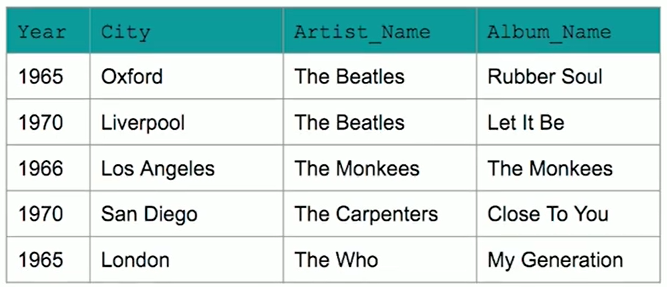 Year City Artist_Name Album_Name
1965 Oxford The Beatles Rubber Soul
1970 Liverpool The Beatles Let It Be
1966 Los Angeles The Monkees The Monkees
1970 San Diego The Carpenters Close To You
1965 London The Who My Generation